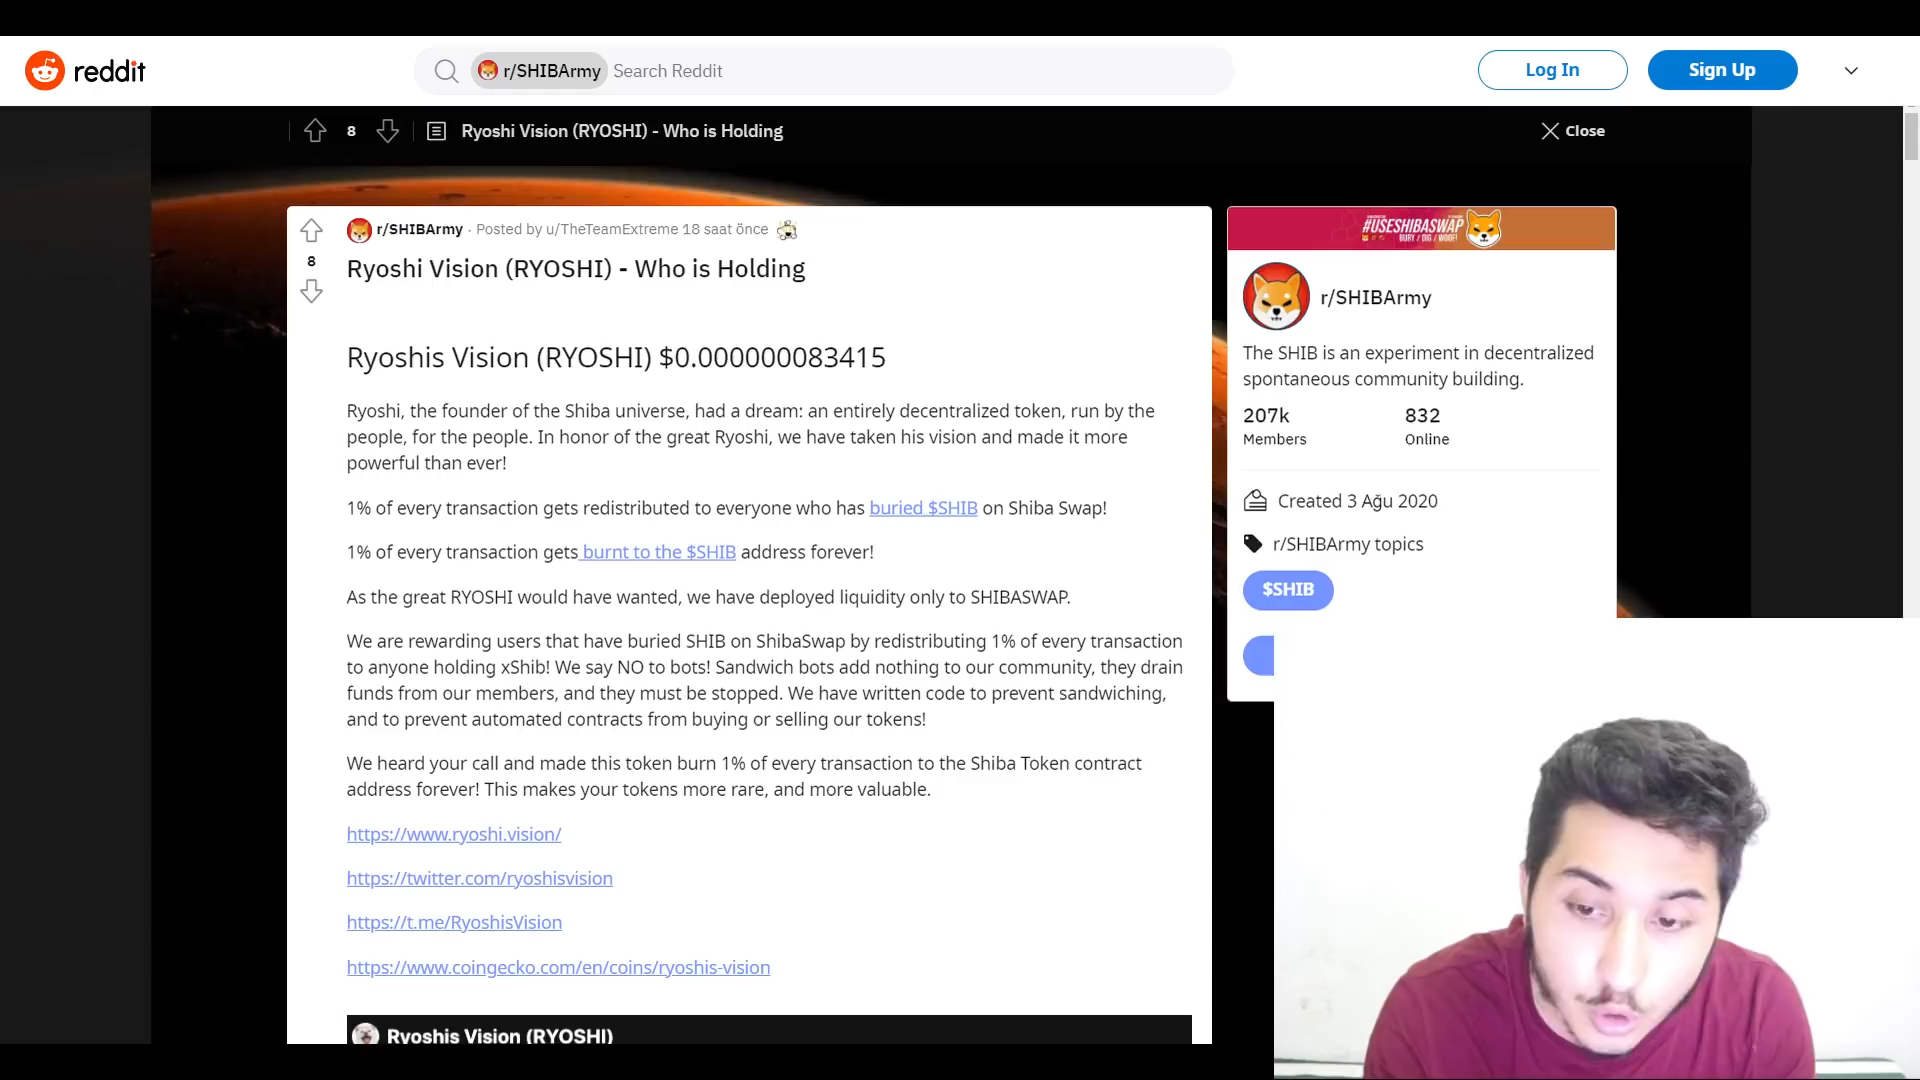 reddit
r/SHIBArmy Search Reddit
Log In
Sign Up
8
Ryoshi Vision (RYOSHI) - Who is Holding
Close
r/SHIBArmy · Posted by u/TheTeamExtreme 18 saat önce
8
Ryoshi Vision (RYOSHI) - Who is Holding
Ryoshis Vision (RYOSHI) $0.000000083415
Ryoshi, the founder of the Shiba universe, had a dream: an entirely decentralized token, run by the
people, for the people. In honor of the great Ryoshi, we have taken his vision and made it more
powerful than ever!
1% of every transaction gets redistributed to everyone who has buried $SHIB on Shiba Swap!
1% of every transaction gets burnt to the $SHIB address forever!
As the great RYOSHI would have wanted, we have deployed liquidity only to SHIBASWAP.
We are rewarding users that have buried SHIB on ShibaSwap by redistributing 1% of every transaction
to anyone holding xShib! We say NO to bots! Sandwich bots add nothing to our community, they drain
funds from our members, and they must be stopped. We have written code to prevent sandwiching,
and to prevent automated contracts from buying or selling our tokens!
We heard your call and made this token burn 1% of every transaction to the Shiba Token contract
address forever! This makes your tokens more rare, and more valuable.
https://www.ryoshi.vision/
https://twitter.com/ryoshisvision
https://t.me/RyoshisVision
https://www.coingecko.com/en/coins/ryoshis-vision
Ryoshis Vision (RYOSHI)
#USESHIBASWAP
BURY / DIG / WOOF!
r/SHIBArmy
The SHIB is an experiment in decentralized
spontaneous community building.
207k
Members
832
Online
Created 3 Ağu 2020
r/SHIBArmy topics
$SHIB